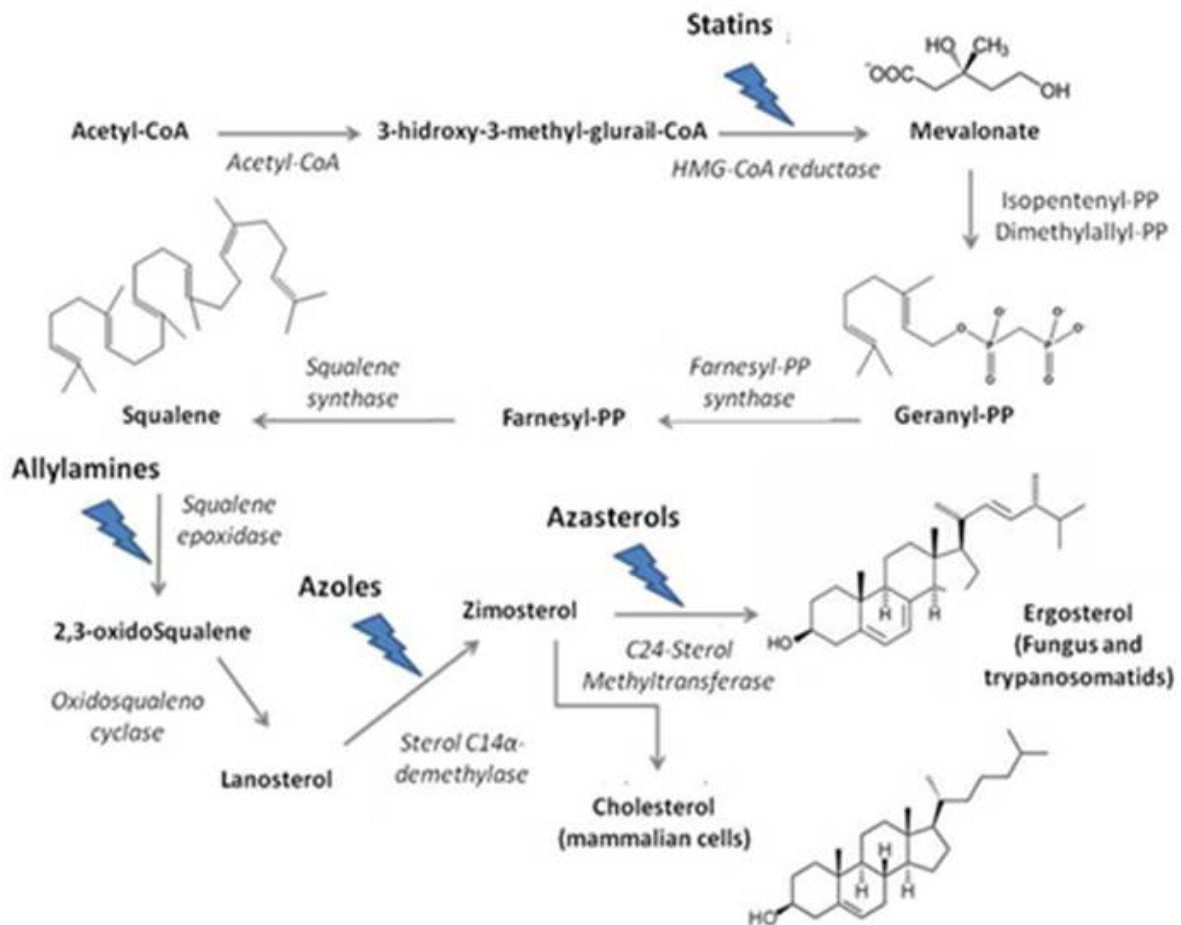 Statins
HO CH3
-OOC
OH
Acetyl-CoA
3-hidroxy-3-methyl-glurail-CoA
Mevalonate
Acetyl-CoA
HMG-CoA reductase
Isopentenyl-PP
Dimethylallyl-PP
O O- P O P O- O-
Squalene
synthase
Farnesyl-PP
synthase
Squalene
Farnesyl-PP
Geranyl-PP
Allylamines
Squalene
epoxidase
Azasterols
Azoles
Zimosterol
2,3-oxidoSqualene
C24-Sterol
Methyltransferase
H H
HO
Ergosterol
(Fungus and
trypanosomatids)
Oxidosqualeno
cyclase
Lanosterol
Sterol C14α-
demethylase
Cholesterol
(mammalian cells)
H
H H
HO